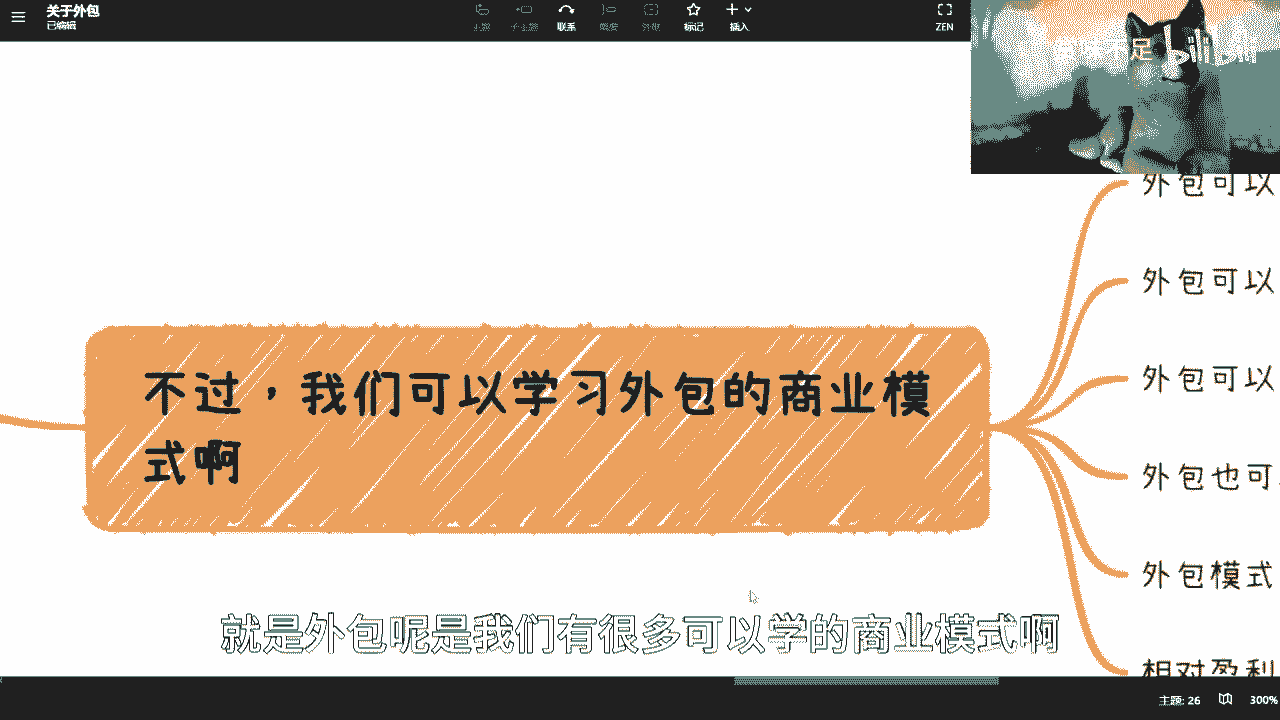 关于外包
已编辑
主题 子主题 联系 概要 外框 标记 插入
ZEN
足 bilibili
外包可以
外包可以
不过，我们可以学习外包的商业模
式啊
外包可以
外包也可
外包模式
相对盈利
就是外包呢是我们有很多可以学的商业模式啊
主题: 26 300%